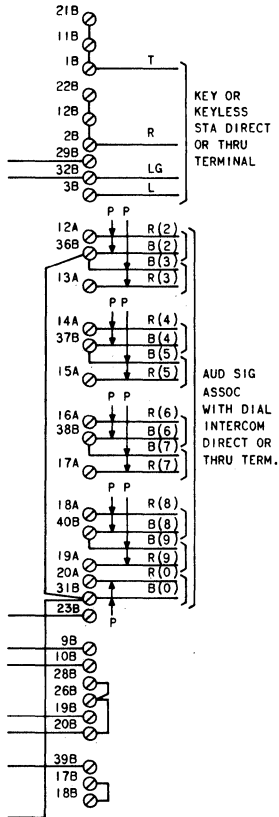 21B
11B
1B T
22B
12B
2B R
29B
32B LG
3B L
KEY OR
KEYLESS
STA DIRECT
OR THRU
TERMINAL
P P
12A R(2)
36B B(2)
B(3)
13A R(3)
P P
14A R(4)
37B B(4)
B(5)
15A R(5)
P P
16A R(6)
38B B(6)
B(7)
17A R(7)
P P
18A R(8)
40B B(8)
B(9)
19A R(9)
20A R(0)
31B B(0)
P
AUD SIG
ASSOC
WITH DIAL
INTERCOM
DIRECT OR
THRU TERM.
23B
9B
10B
28B
26B
19B
20B
39B
17B
18B